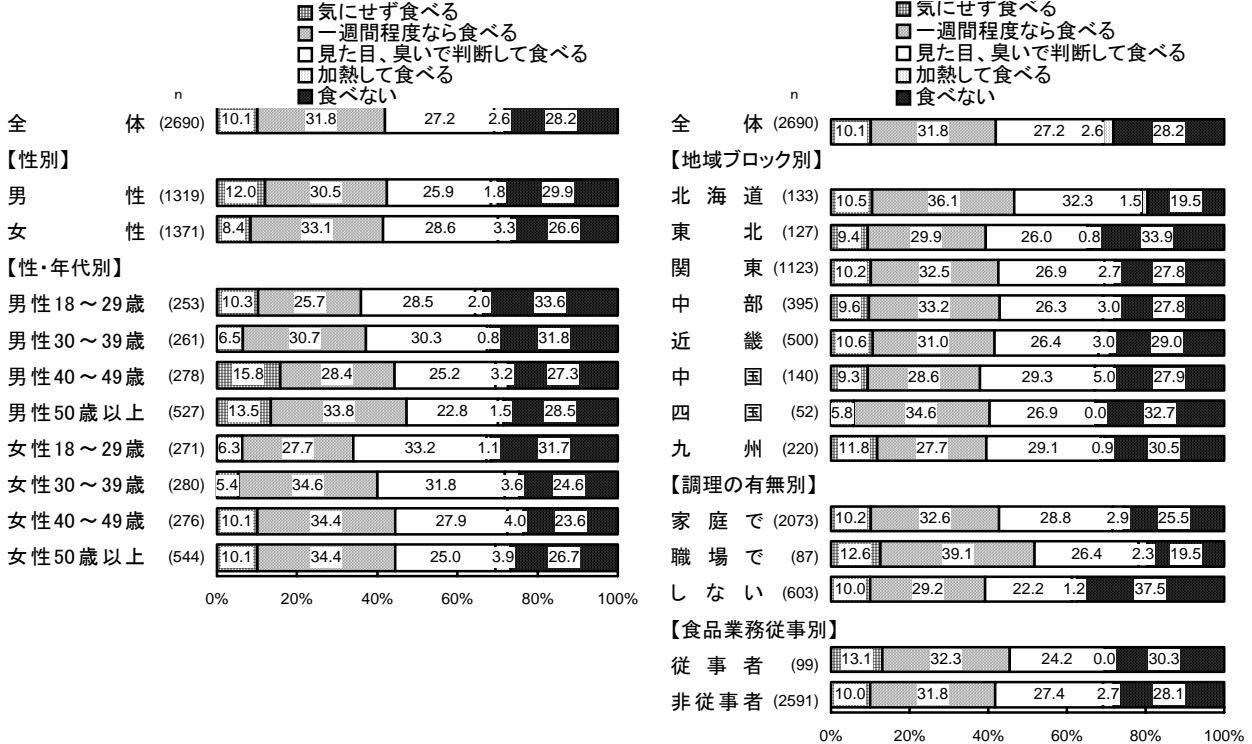 気にせず食べる
一週間程度なら食べる
見た目、臭いで判断して食べる
加熱して食べる
食べない
n
全体 (2690) 10.1 31.8 27.2 2.6 28.2
【性別】
男性 (1319) 12.0 30.5 25.9 1.8 29.9
女性 (1371) 8.4 33.1 28.6 3.3 26.6
【性・年代別】
男性18～29歳 (253) 10.3 25.7 28.5 2.0 33.6
男性30～39歳 (261) 6.5 30.7 30.3 0.8 31.8
男性40～49歳 (278) 15.8 28.4 25.2 3.2 27.3
男性50歳以上 (527) 13.5 33.8 22.8 1.5 28.5
女性18～29歳 (271) 6.3 27.7 33.2 1.1 31.7
女性30～39歳 (280) 5.4 34.6 31.8 3.6 24.6
女性40～49歳 (276) 10.1 34.4 27.9 4.0 23.6
女性50歳以上 (544) 10.1 34.4 25.0 3.9 26.7
0% 20% 40% 60% 80% 100%
気にせず食べる
一週間程度なら食べる
見た目、臭いで判断して食べる
加熱して食べる
食べない
n
全体 (2690) 10.1 31.8 27.2 2.6 28.2
【地域ブロック別】
北海道 (133) 10.5 36.1 32.3 1.5 19.5
東北 (127) 9.4 29.9 26.0 0.8 33.9
関東 (1123) 10.2 32.5 26.9 2.7 27.8
中部 (395) 9.6 33.2 26.3 3.0 27.8
近畿 (500) 10.6 31.0 26.4 3.0 29.0
中国 (140) 9.3 28.6 29.3 5.0 27.9
四国 (52) 5.8 34.6 26.9 0.0 32.7
九州 (220) 11.8 27.7 29.1 0.9 30.5
【調理の有無別】
家庭で (2073) 10.2 32.6 28.8 2.9 25.5
職場で (87) 12.6 39.1 26.4 2.3 19.5
しない (603) 10.0 29.2 22.2 1.2 37.5
【食品業務従事別】
従事者 (99) 13.1 32.3 24.2 0.0 30.3
非従事者 (2591) 10.0 31.8 27.4 2.7 28.1
0% 20% 40% 60% 80% 100%